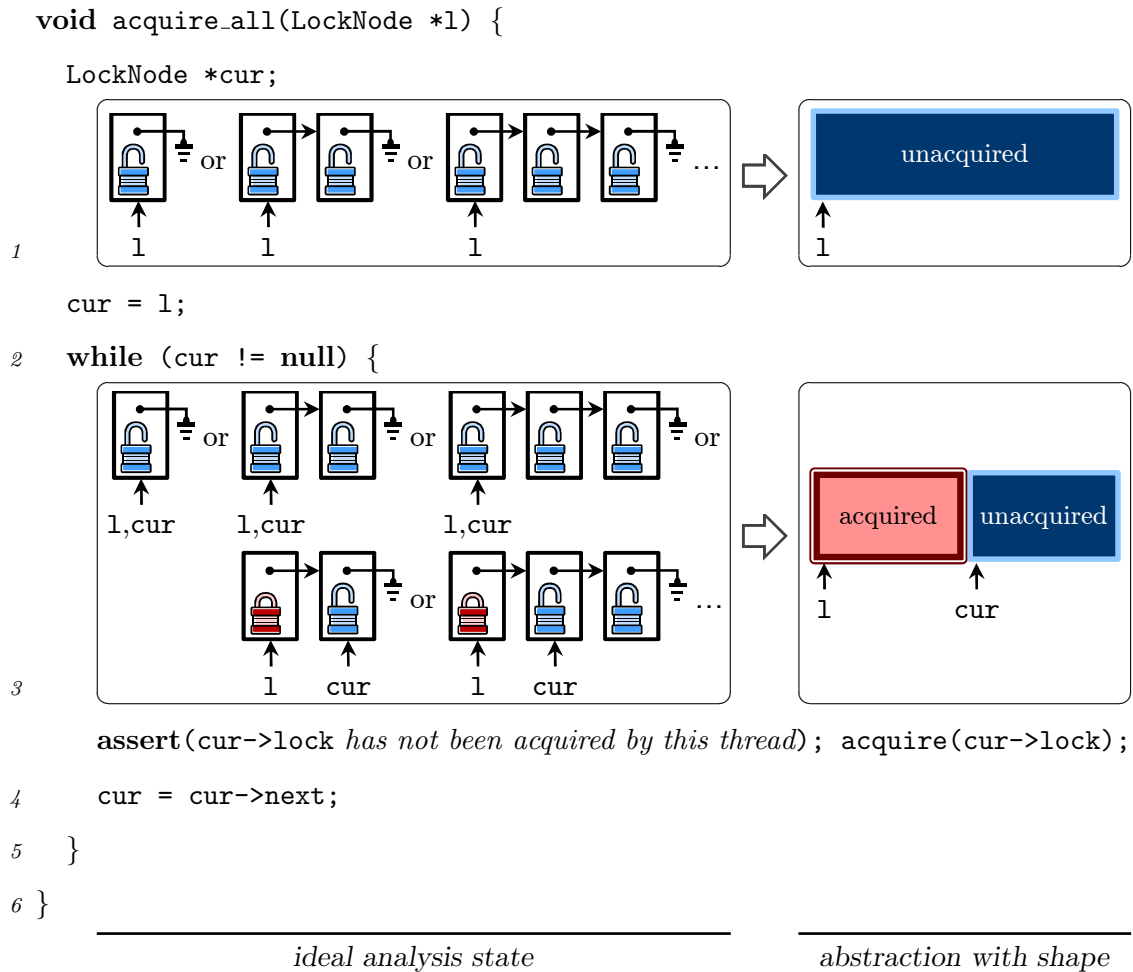 void acquire_all(LockNode *l) {
LockNode *cur;
or or ... unacquired
l l l l
1
cur = l;
2 while (cur != null) {
or or or
l,cur l,cur l,cur
acquired unacquired
or ...
l cur
l cur l cur
3
assert(cur->lock has not been acquired by this thread); acquire(cur->lock);
4 cur = cur->next;
5 }
6 }
ideal analysis state abstraction with shape